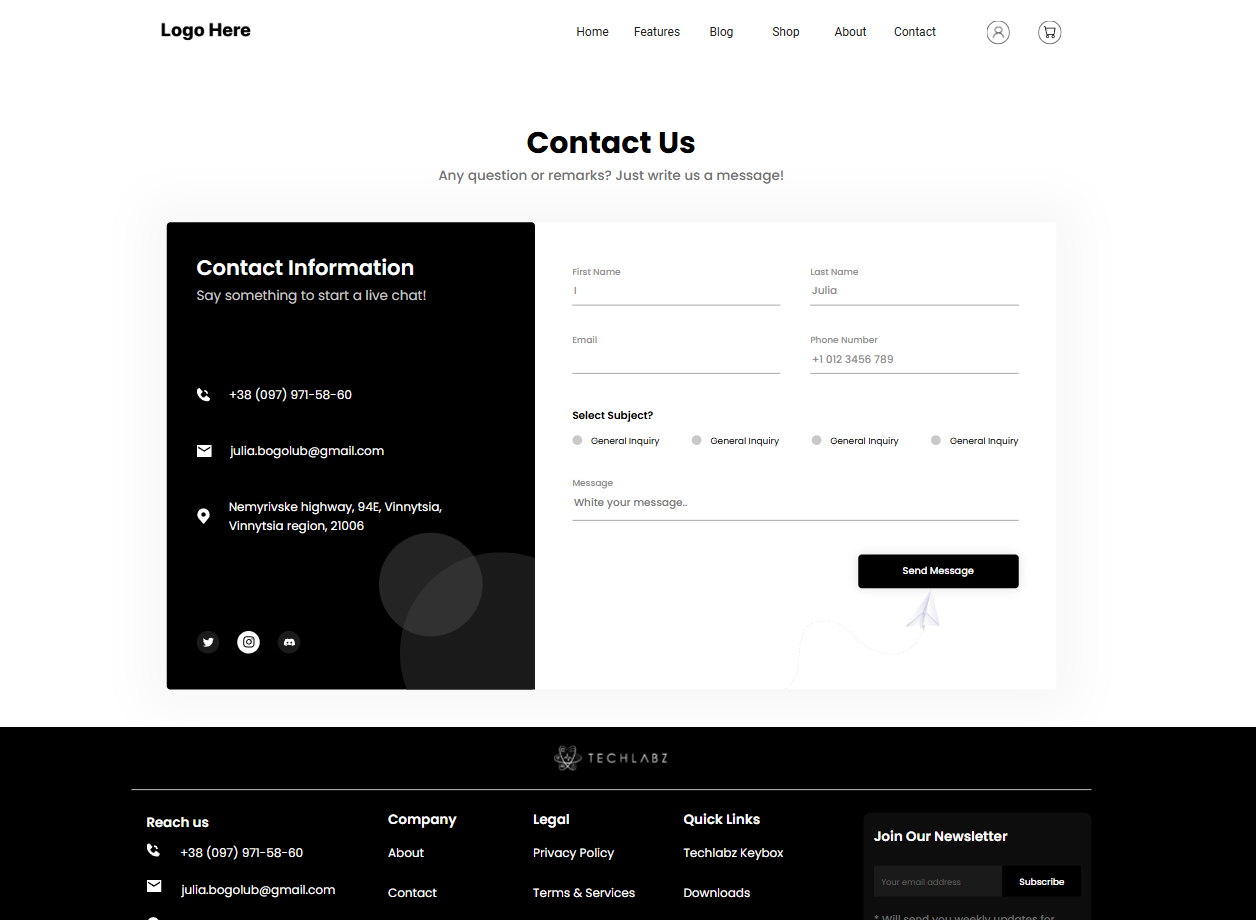 Logo Here
Home Features Blog Shop About Contact
Contact Us
Any question or remarks? Just write us a message!
Contact Information
Say something to start a live chat!
+38 (097) 971-58-60
julia.bogolub@gmail.com
Nemyrivske highway, 94E, Vinnytsia,
Vinnytsia region, 21006
First Name
I
Last Name
Julia
Email
Phone Number
+1 012 3456 789
Select Subject?
General Inquiry General Inquiry General Inquiry General Inquiry
Message
White your message..
Send Message
TECHLABZ
Reach us
+38 (097) 971-58-60
julia.bogolub@gmail.com
Company
About
Contact
Legal
Privacy Policy
Terms & Services
Quick Links
Techlabz Keybox
Downloads
Join Our Newsletter
Your email address
Subscribe
* Will send you weekly updates for